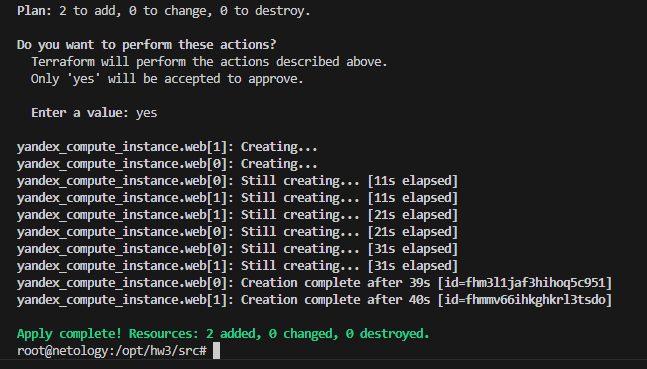 Plan: 2 to add, 0 to change, 0 to destroy.
Do you want to perform these actions?
Terraform will perform the actions described above.
Only 'yes' will be accepted to approve.
Enter a value: yes
yandex_compute_instance.web[1]: Creating...
yandex_compute_instance.web[0]: Creating...
yandex_compute_instance.web[0]: Still creating... [11s elapsed]
yandex_compute_instance.web[1]: Still creating... [11s elapsed]
yandex_compute_instance.web[1]: Still creating... [21s elapsed]
yandex_compute_instance.web[0]: Still creating... [21s elapsed]
yandex_compute_instance.web[0]: Still creating... [31s elapsed]
yandex_compute_instance.web[1]: Still creating... [31s elapsed]
yandex_compute_instance.web[0]: Creation complete after 39s [id=fhm3l1jaf3hihoq5c951]
yandex_compute_instance.web[1]: Creation complete after 40s [id=fhmmv66ihkghkrl3tsdo]
Apply complete! Resources: 2 added, 0 changed, 0 destroyed.
root@netology:/opt/hw3/src#